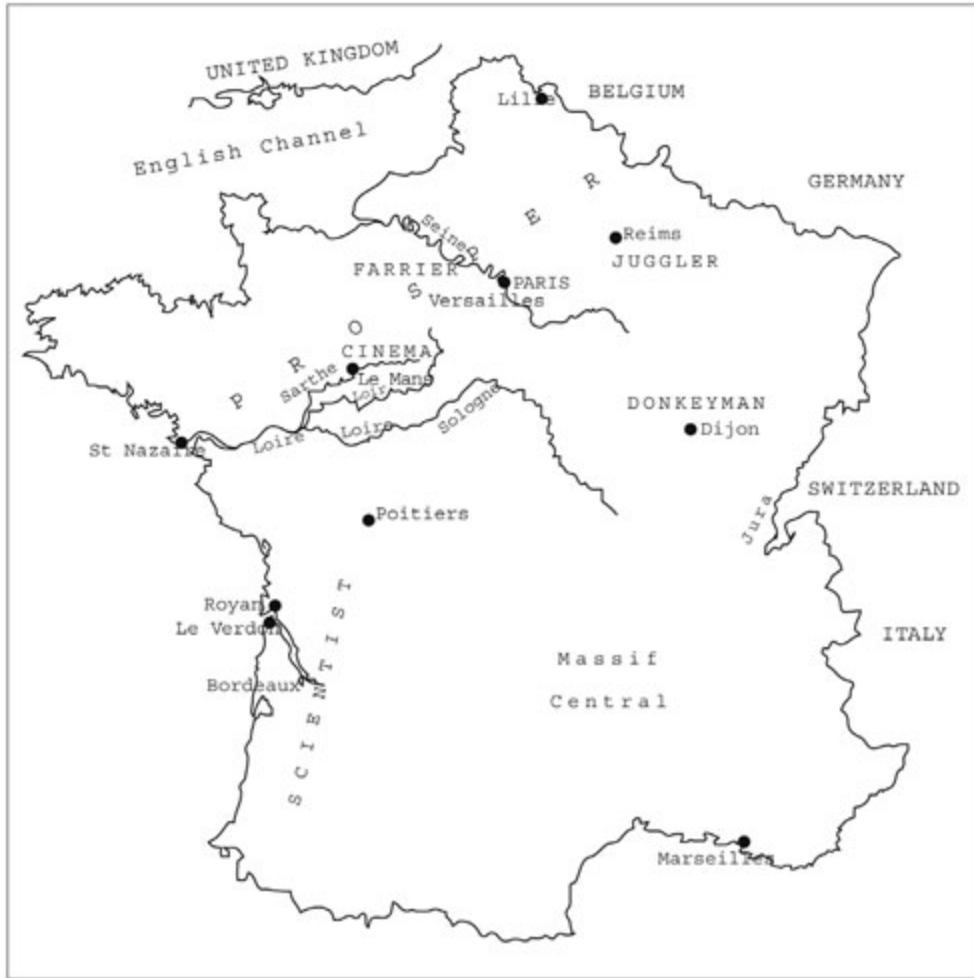 UNITED KINGDOM
Lille
BELGIUM
English Channel
GERMANY
PROSPER
Seine
Reims
JUGGLER
FARRIER
PARIS
Versailles
CINEMA
Sarthe
Le Mans
Loir
DONKEYMAN
Dijon
Sologne
Loire
Loire
St Nazaire
SWITZERLAND
Jura
Poitiers
SCIENTIST
Royan
Le Verdon
ITALY
Massif
Central
Bordeaux
Marseilles